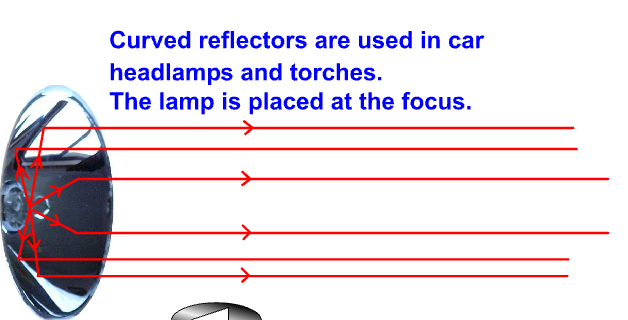 Curved reflectors are used in car
headlamps and torches.
The lamp is placed at the focus.